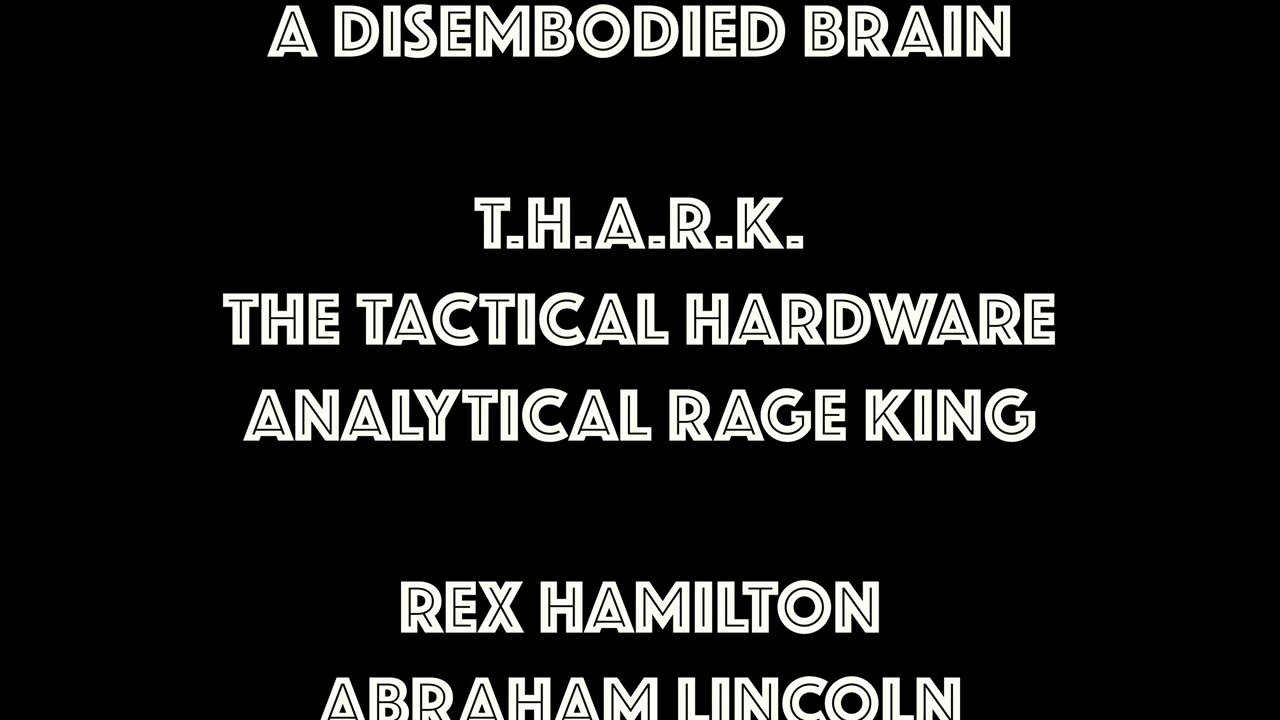 A DISEMBODIED BRAIN
T.H.A.R.K.
THE TACTICAL HARDWARE
ANALYTICAL RAGE KING
REX HAMILTON
ABRAHAM LINCOLN